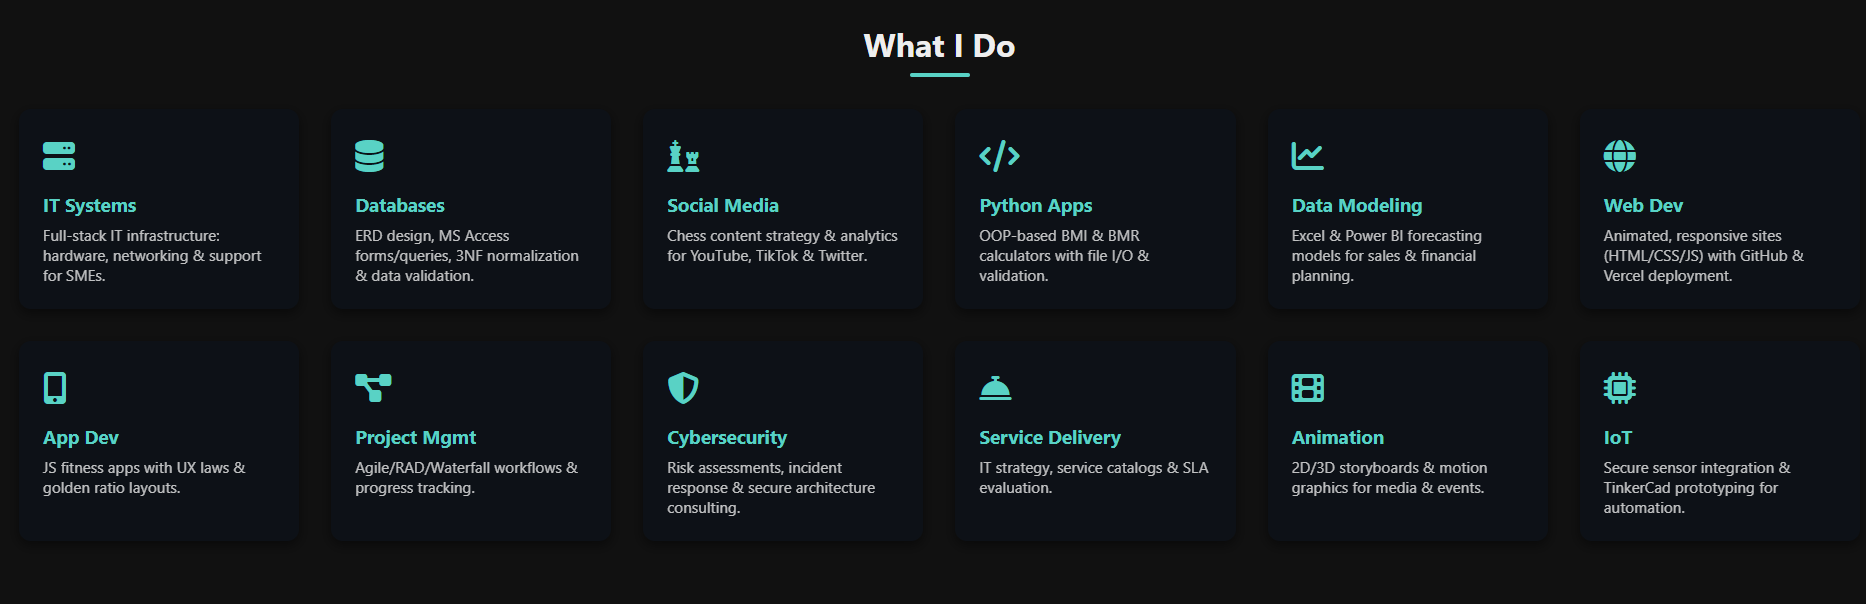 What I Do
IT Systems
Full-stack IT infrastructure:
hardware, networking & support
for SMEs.
Databases
ERD design, MS Access
forms/queries, 3NF normalization
& data validation.
Social Media
Chess content strategy & analytics
for YouTube, TikTok & Twitter.
Python Apps
OOP-based BMI & BMR
calculators with file I/O &
validation.
Data Modeling
Excel & Power BI forecasting
models for sales & financial
planning.
Web Dev
Animated, responsive sites
(HTML/CSS/JS) with GitHub &
Vercel deployment.
App Dev
JS fitness apps with UX laws &
golden ratio layouts.
Project Mgmt
Agile/RAD/Waterfall workflows &
progress tracking.
Cybersecurity
Risk assessments, incident
response & secure architecture
consulting.
Service Delivery
IT strategy, service catalogs & SLA
evaluation.
Animation
2D/3D storyboards & motion
graphics for media & events.
IoT
Secure sensor integration &
TinkerCad prototyping for
automation.